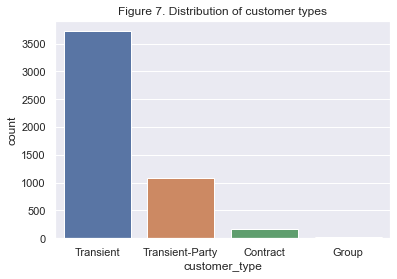 Figure 7. Distribution of customer types
count
3500
3000
2500
2000
1500
1000
500
0
Transient Transient-Party Contract Group
customer_type